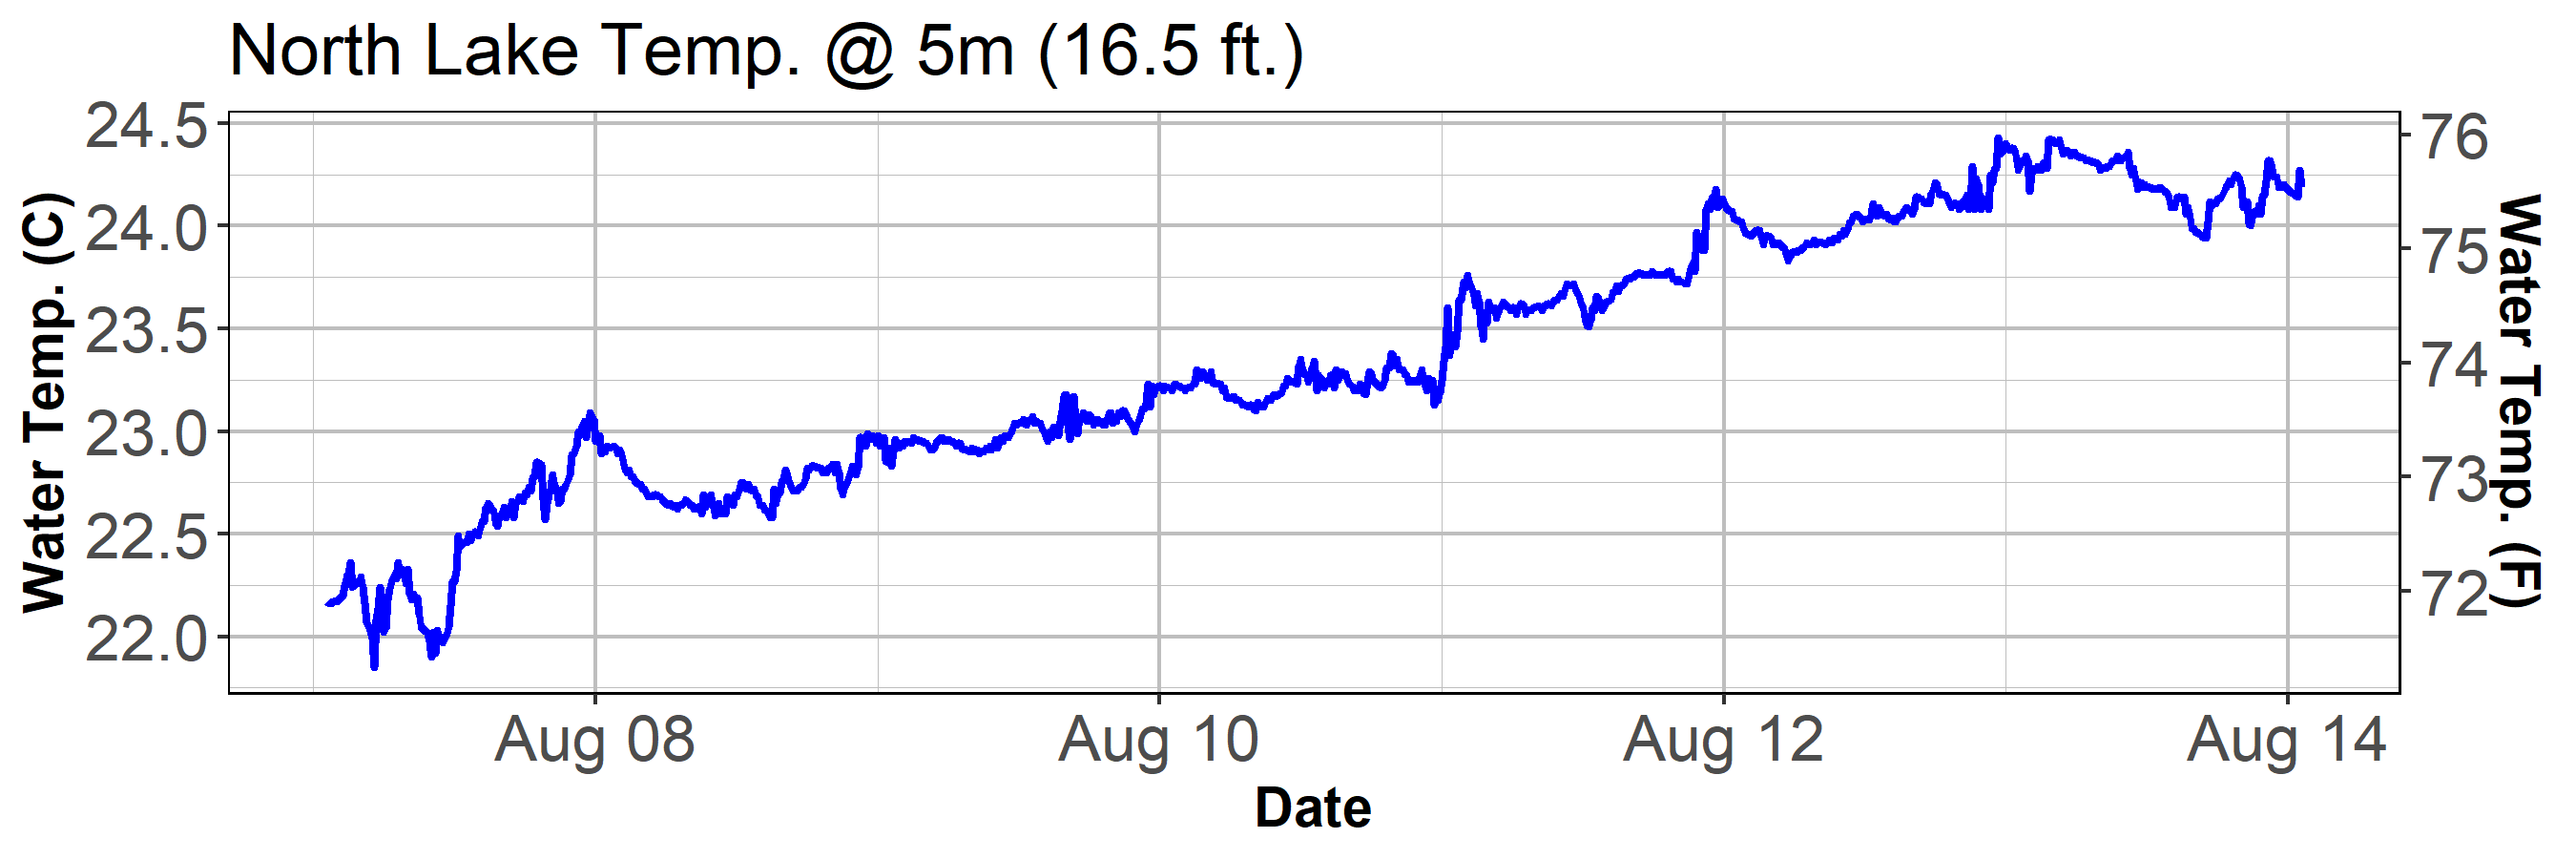 North Lake Temp. @ 5m (16.5 ft.)
Water Temp. (C)
24.5
24.0
23.5
23.0
22.5
22.0
76
75
74
73
72
Water Temp. (F)
Aug 08
Aug 10
Aug 12
Aug 14
Date